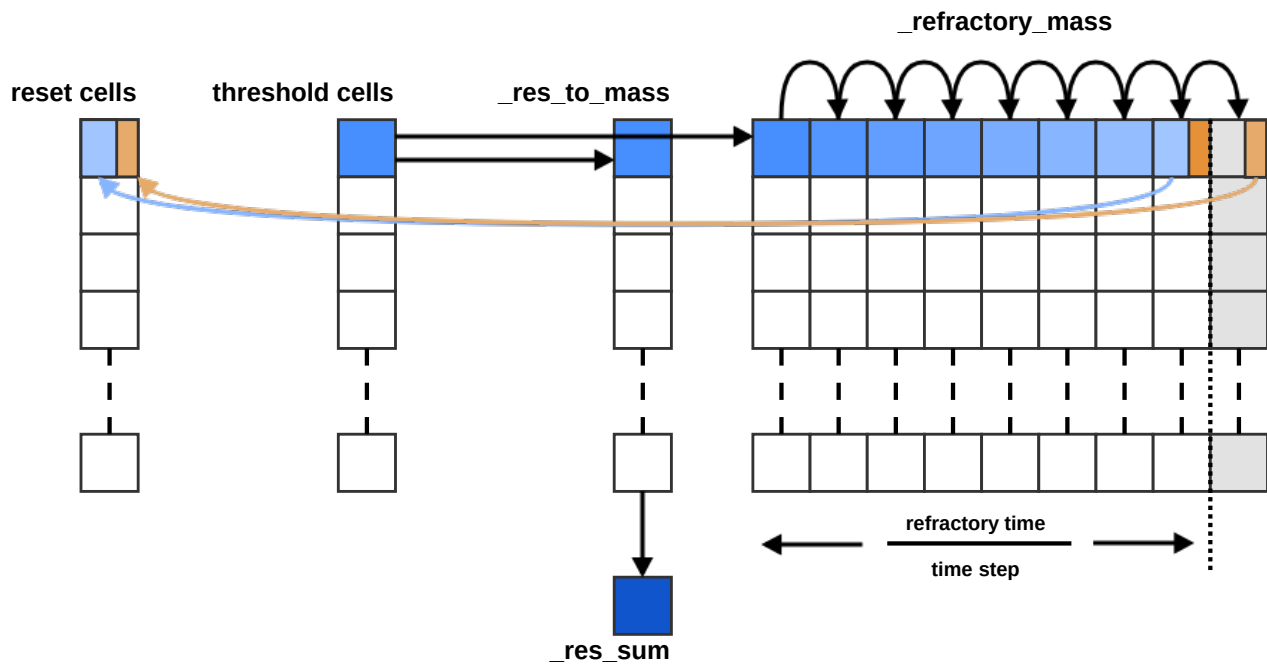 _refractory_mass
reset cells
threshold cells
_res_to_mass
refractory time
time step
_res_sum